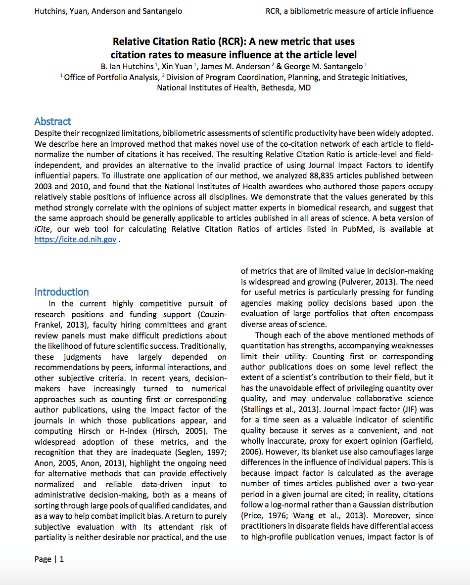 Hutchins, Yuan, Anderson and Santangelo
RCR, a bibliometric measure of article influence
Relative Citation Ratio (RCR): A new metric that uses
citation rates to measure influence at the article level
B. Ian Hutchins 1, Xin Yuan 1, James M. Anderson 2 & George M. Santangelo 1
1 Office of Portfolio Analysis, 2 Division of Program Coordination, Planning, and Strategic Initiatives,
National Institutes of Health, Bethesda, MD
Abstract
Despite their recognized limitations, bibliometric assessments of scientific productivity have been widely adopted.
We describe here an improved method that makes novel use of the co-citation network of each article to field-
normalize the number of citations it has received. The resulting Relative Citation Ratio is article-level and field-
independent, and provides an alternative to the invalid practice of using Journal Impact Factors to identify
influential papers. To illustrate one application of our method, we analyzed 88,835 articles published between
2003 and 2010, and found that the National Institutes of Health awardees who authored those papers occupy
relatively stable positions of influence across all disciplines. We demonstrate that the values generated by this
method strongly correlate with the opinions of subject matter experts in biomedical research, and suggest that
the same approach should be generally applicable to articles published in all areas of science. A beta version of
iCite, our web tool for calculating Relative Citation Ratios of articles listed in PubMed, is available at
https://icite.od.nih.gov .
Introduction
In the current highly competitive pursuit of
research positions and funding support (Couzin-
Frankel, 2013), faculty hiring committees and grant
review panels must make difficult predictions about
the likelihood of future scientific success. Traditionally,
these judgments have largely depended on
recommendations by peers, informal interactions, and
other subjective criteria. In recent years, decision-
makers have increasingly turned to numerical
approaches such as counting first or corresponding
author publications, using the impact factor of the
journals in which those publications appear, and
computing Hirsch or H-index (Hirsch, 2005). The
widespread adoption of these metrics, and the
recognition that they are inadequate (Seglen, 1997;
Anon, 2005, Anon, 2013), highlight the ongoing need
for alternative methods that can provide effectively
normalized and reliable data-driven input to
administrative decision-making, both as a means of
sorting through large pools of qualified candidates, and
as a way to help combat implicit bias. A return to purely
subjective evaluation with its attendant risk of
partiality is neither desirable nor practical, and the use
of metrics that are of limited value in decision-making
is widespread and growing (Pulverer, 2013). The need
for useful metrics is particularly pressing for funding
agencies making policy decisions based upon the
evaluation of large portfolios that often encompass
diverse areas of science.
Though each of the above mentioned methods of
quantitation has strengths, accompanying weaknesses
limit their utility. Counting first or corresponding
author publications does on some level reflect the
extent of a scientist's contribution to their field, but it
has the unavoidable effect of privileging quantity over
quality, and may undervalue collaborative science
(Stallings et al., 2013). Journal impact factor (JIF) was
for a time seen as a valuable indicator of scientific
quality because it serves as a convenient, and not
wholly inaccurate, proxy for expert opinion (Garfield,
2006). However, its blanket use also camouflages large
differences in the influence of individual papers. This is
because impact factor is calculated as the average
number of times articles published over a two-year
period in a given journal are cited; in reality, citations
follow a log-normal rather than a Gaussian distribution
(Price, 1976; Wang et al., 2013). Moreover, since
practitioners in disparate fields have differential access
to high-profile publication venues, impact factor is of
Page | 1